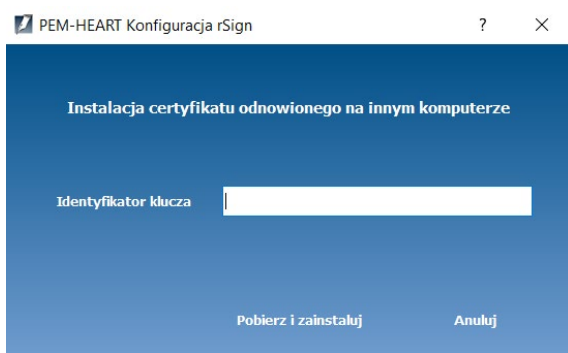 PEM-HEART Konfiguracja rSign ? ×
Instalacja certyfikatu odnowionego na innym komputerze
Identyfikator klucza
Pobierz i zainstaluj Anuluj